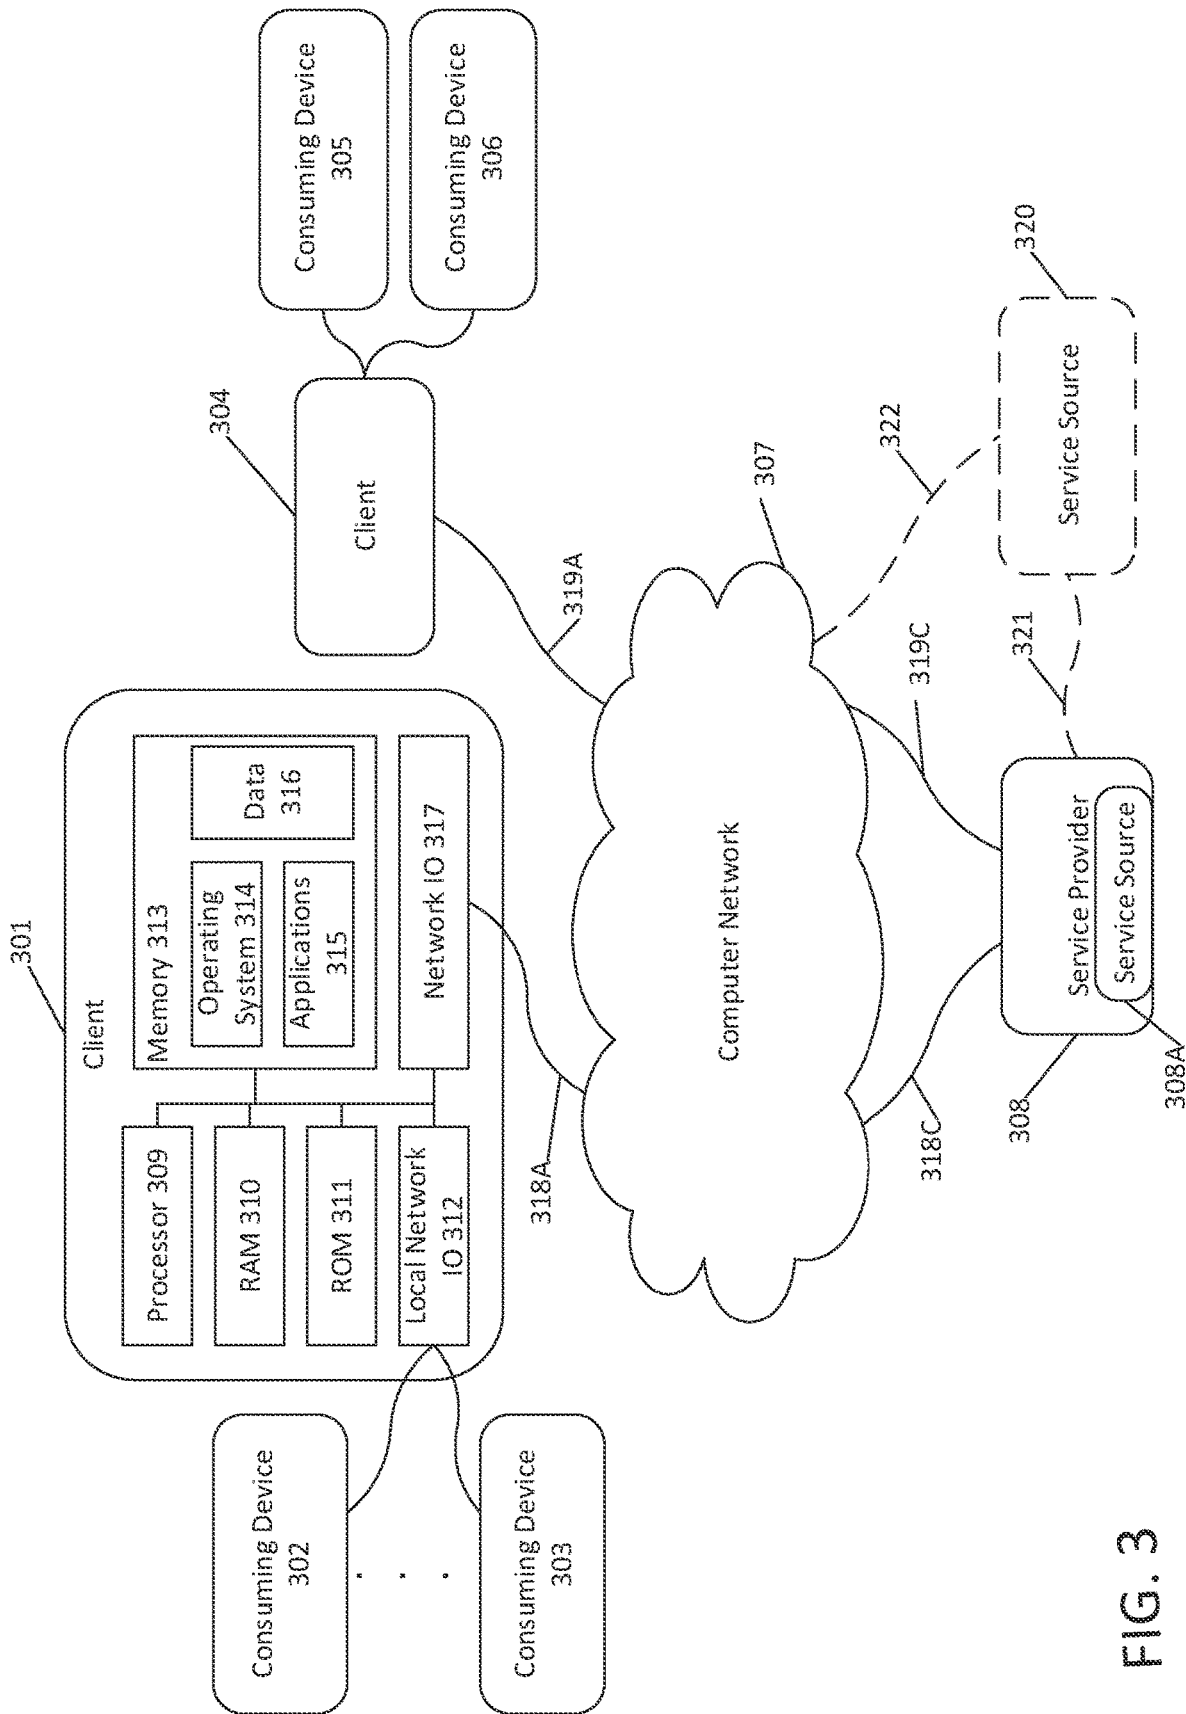 301
Client
Processor 309
RAM 310
ROM 311
Local Network
IO 312
Memory 313
Operating
System 314
Applications
315
Data
316
Network IO 317
Consuming Device
302
. . .
Consuming Device
303
304
Client
Consuming Device
305
Consuming Device
306
318A
319A
Computer Network
307
318C
319C
322
321
320
Service Source
Service Provider
Service Source
308
308A
FIG. 3